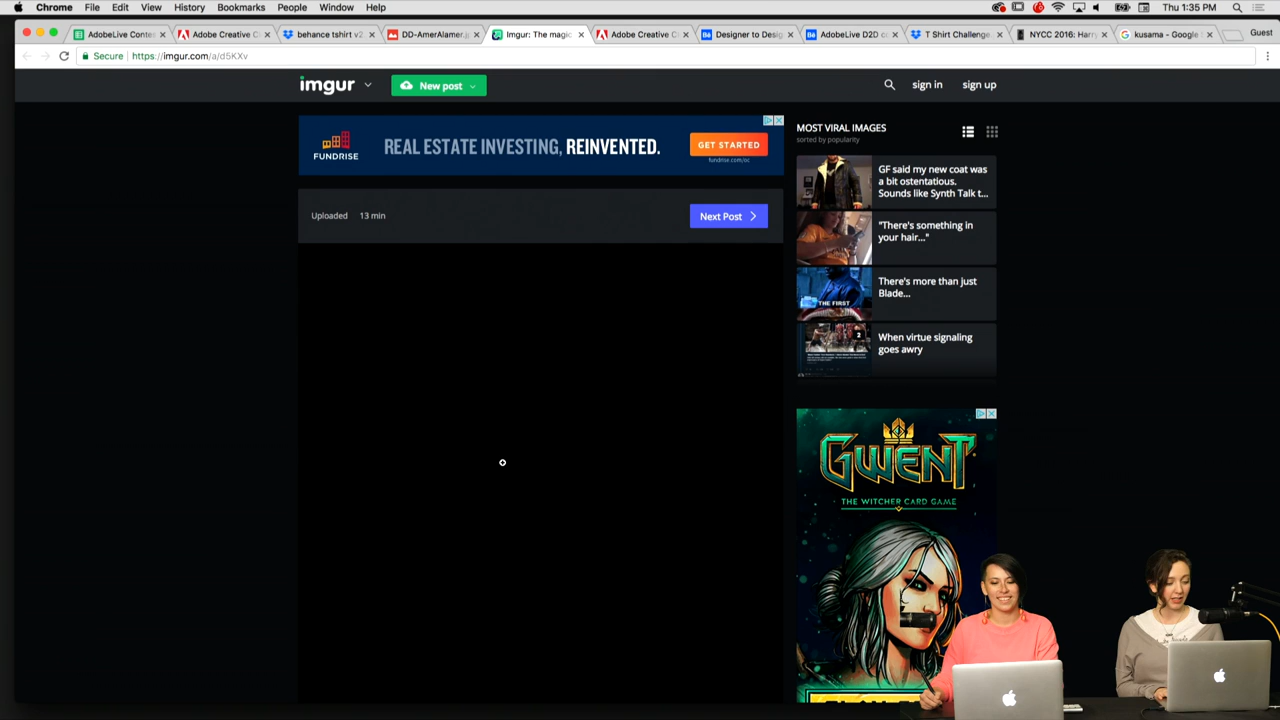 Chrome File Edit View History Bookmarks People Window Help Thu 1:35 PM
AdobeLive Contes Adobe Creative C behance tshirt v2 DD-AmerAlamer.j Imgur: The magic Adobe Creative C Designer to Desig AdobeLive D2D c T Shirt Challenge NYCC 2016: Harr kusama - Google Guest
Secure https://imgur.com/a/d5KXv
imgur New post sign in sign up
FUNDRISE
REAL ESTATE INVESTING, REINVENTED.
GET STARTED
fundrise.com/oc
Uploaded 13 min
Next Post
MOST VIRAL IMAGES
sorted by popularity
GF said my new coat was
a bit ostentatious.
Sounds like Synth Talk t...
"There's something in
your hair..."
There's more than just
Blade...
THE FIRST
When virtue signaling
goes awry
2
GWENT
THE WITCHER CARD GAME